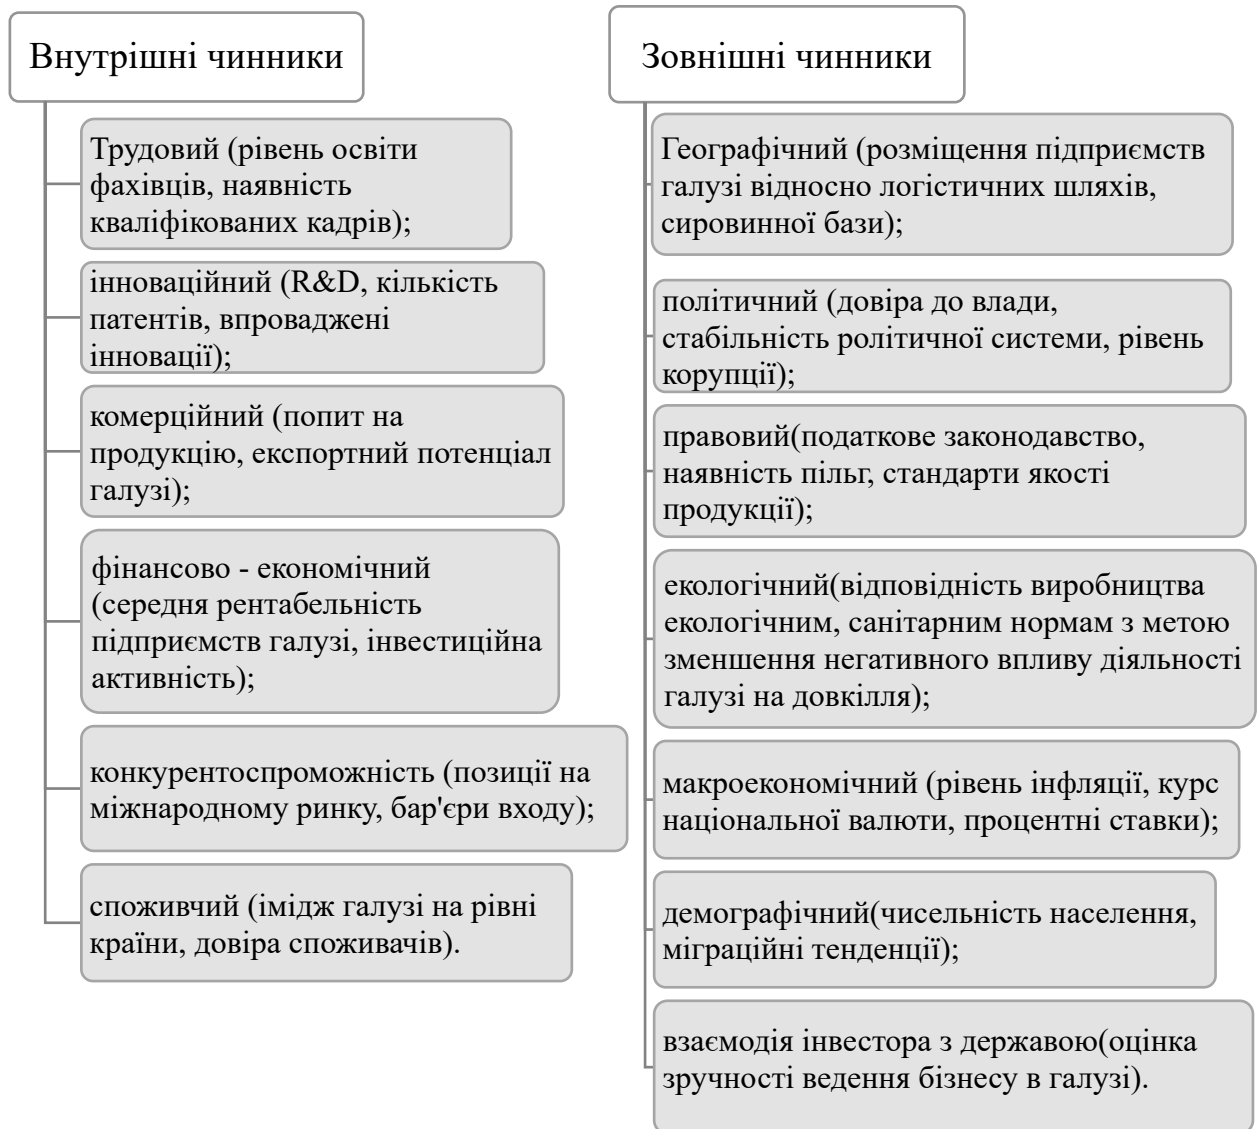 Внутрішні чинники
Трудовий (рівень освіти
фахівців, наявність
кваліфікованих кадрів);
інноваційний (R&D, кількість
патентів, впроваджені
інновації);
комерційний (попит на
продукцію, експортний потенціал
галузі);
фінансово - економічний
(середня рентабельність
підприємств галузі, інвестиційна
активність);
конкурентоспроможність (позиції на
міжнародному ринку, бар'єри входу);
споживчий (імідж галузі на рівні
країни, довіра споживачів).
Зовнішні чинники
Географічний (розміщення підприємств
галузі відносно логістичних шляхів,
сировинної бази);
політичний (довіра до влади,
стабільність ролітичної системи, рівень
корупції);
правовий(податкове законодавство,
наявність пільг, стандарти якості
продукції);
екологічний(відповідність виробництва
екологічним, санітарним нормам з метою
зменшення негативного впливу діяльності
галузі на довкілля);
макроекономічний (рівень інфляції, курс
національної валюти, процентні ставки);
демографічний(чисельність населення,
міграційні тенденції);
взаємодія інвестора з державою(оцінка
зручності ведення бізнесу в галузі).